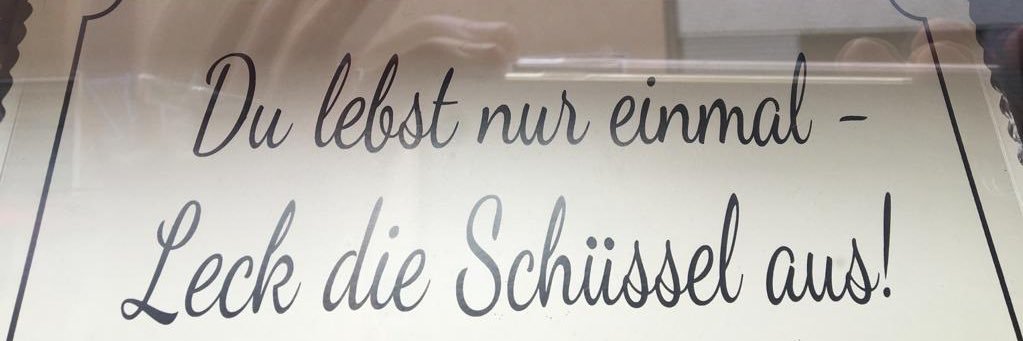 Du lebst nur einmal -
Leck die Schüssel aus!